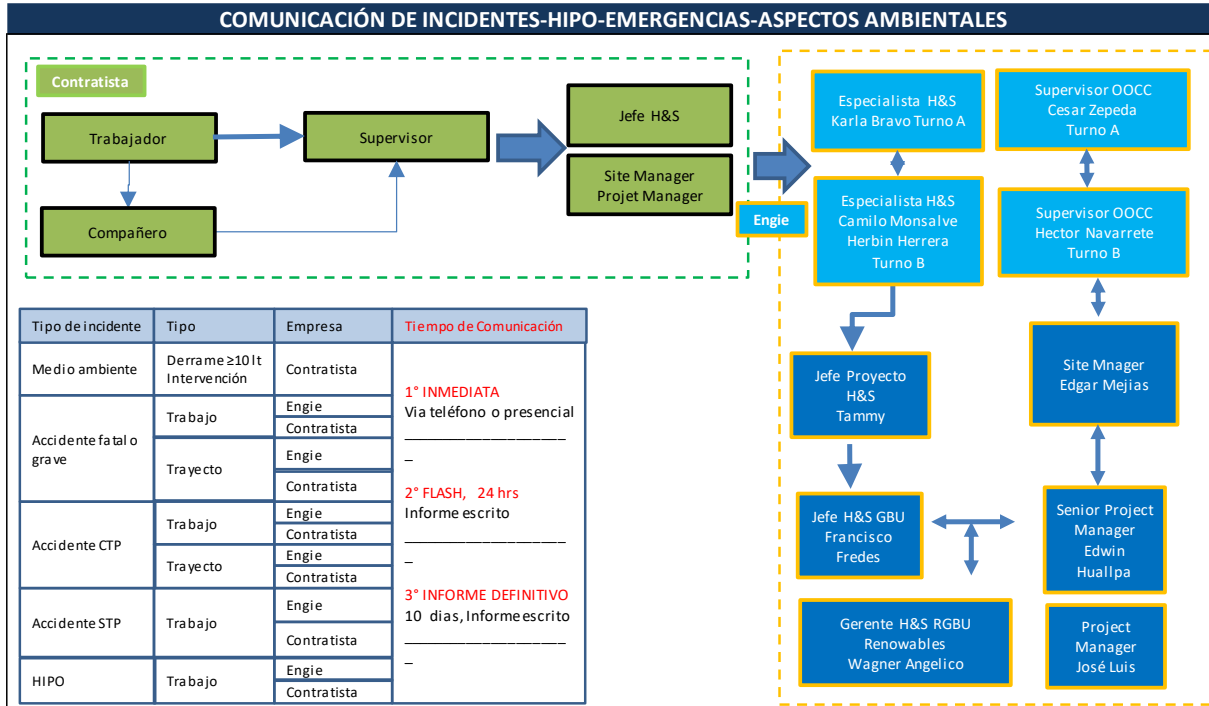 COMUNICACIÓN DE INCIDENTES-HIPO-EMERGENCIAS-ASPECTOS AMBIENTALES
Contratista
Trabajador
Supervisor
Compañero
Jefe H&S
Site Manager
Projet Manager
Engie
Especialista H&S
Karla Bravo Turno A
Supervisor OOCC
Cesar Zepeda
Turno A
Especialista H&S
Camilo Monsalve
Herbin Herrera
Turno B
Supervisor OOCC
Hector Navarrete
Turno B
Jefe Proyecto
H&S
Tammy
Site Mnager
Edgar Mejias
Jefe H&S GBU
Francisco
Fredes
Senior Project
Manager
Edwin
Huallpa
Gerente H&S RGBU
Renowables
Wagner Angelico
Project
Manager
José Luis
Tipo de incidente
Tipo
Empresa
Tiempo de Comunicación
Medio ambiente
Derrame ≥10 lt
Intervención
Contratista
Accidente fatal o
grave
Trabajo
Engie
Contratista
Trayecto
Engie
Contratista
Accidente CTP
Trabajo
Engie
Contratista
Trayecto
Engie
Contratista
Accidente STP
Trabajo
Engie
Contratista
HIPO
Trabajo
Engie
Contratista
1° INMEDIATA
Via teléfono o presencial
_____________________
_
2° FLASH, 24 hrs
Informe escrito
_____________________
_
3° INFORME DEFINITIVO
10 dias, Informe escrito
_____________________
_